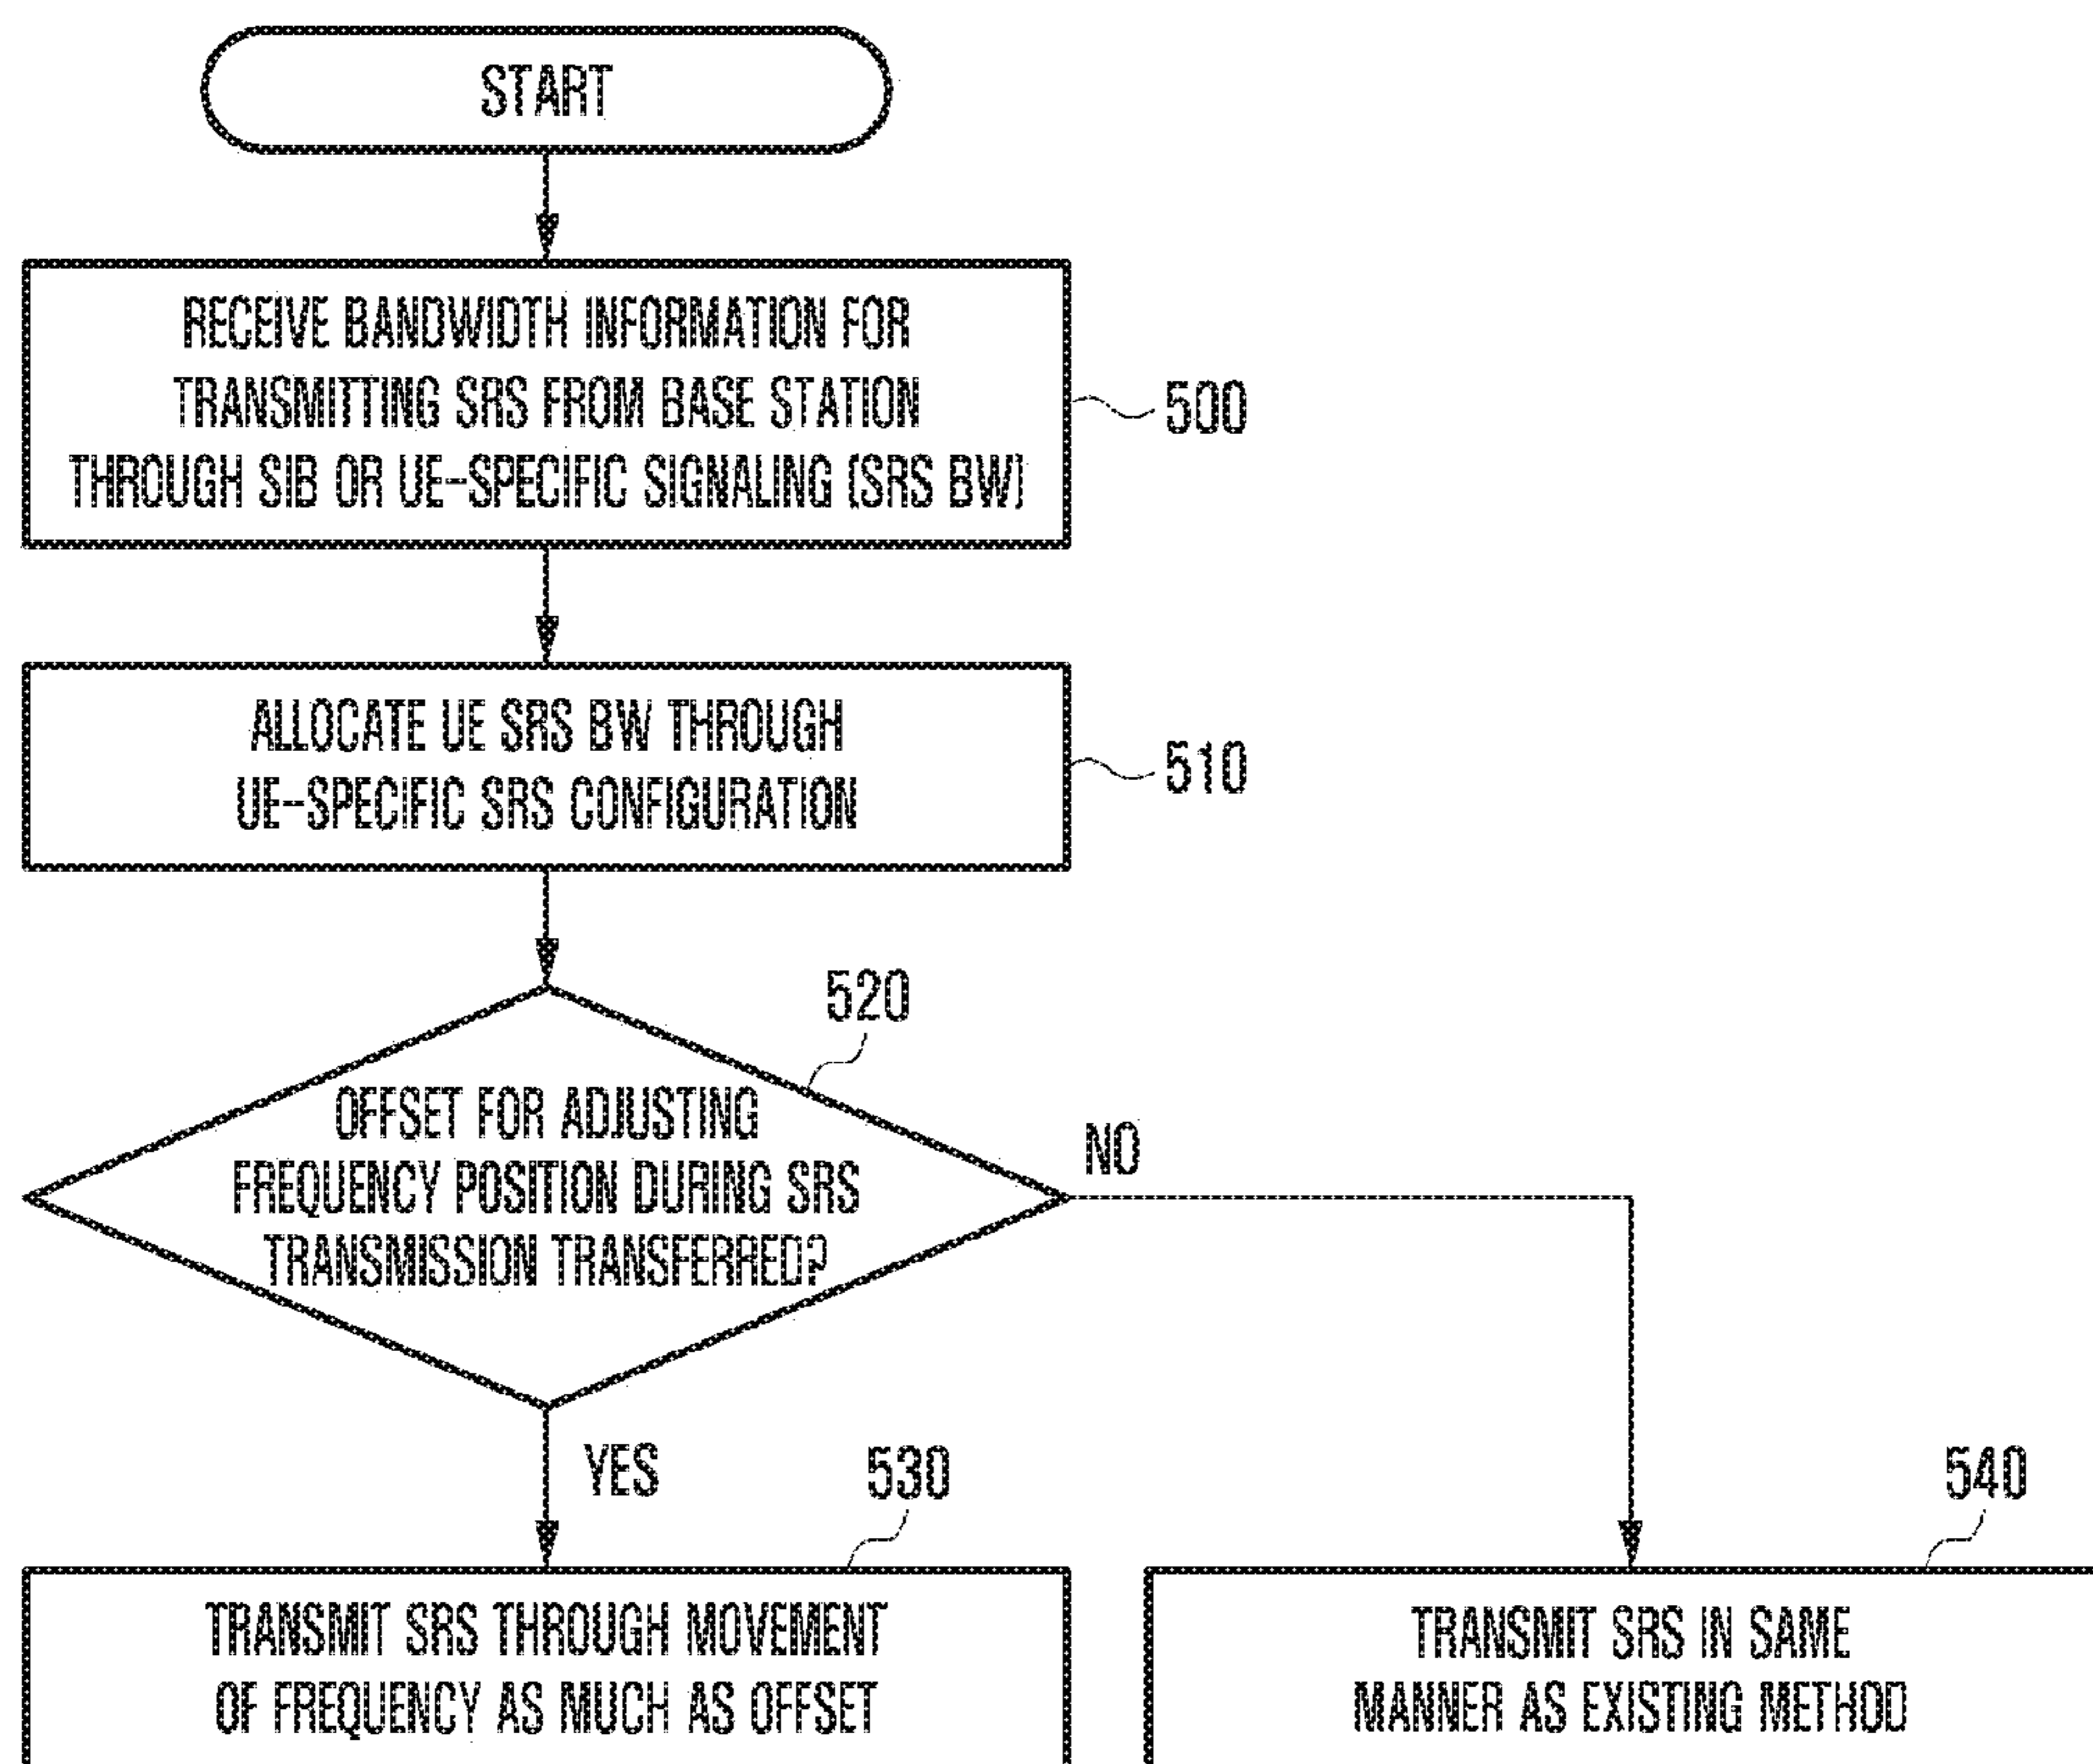 START
RECEIVE BANDWIDTH INFORMATION FOR
TRANSMITTING SRS FROM BASE STATION
THROUGH SIB OR UE-SPECIFIC SIGNALING (SRS BW)
500
ALLOCATE UE SRS BW THROUGH
UE-SPECIFIC SRS CONFIGURATION
510
520
OFFSET FOR ADJUSTING
FREQUENCY POSITION DURING SRS
TRANSMISSION TRANSFERRED?
NO
YES
530
540
TRANSMIT SRS THROUGH MOVEMENT
OF FREQUENCY AS MUCH AS OFFSET
TRANSMIT SRS IN SAME
MANNER AS EXISTING METHOD